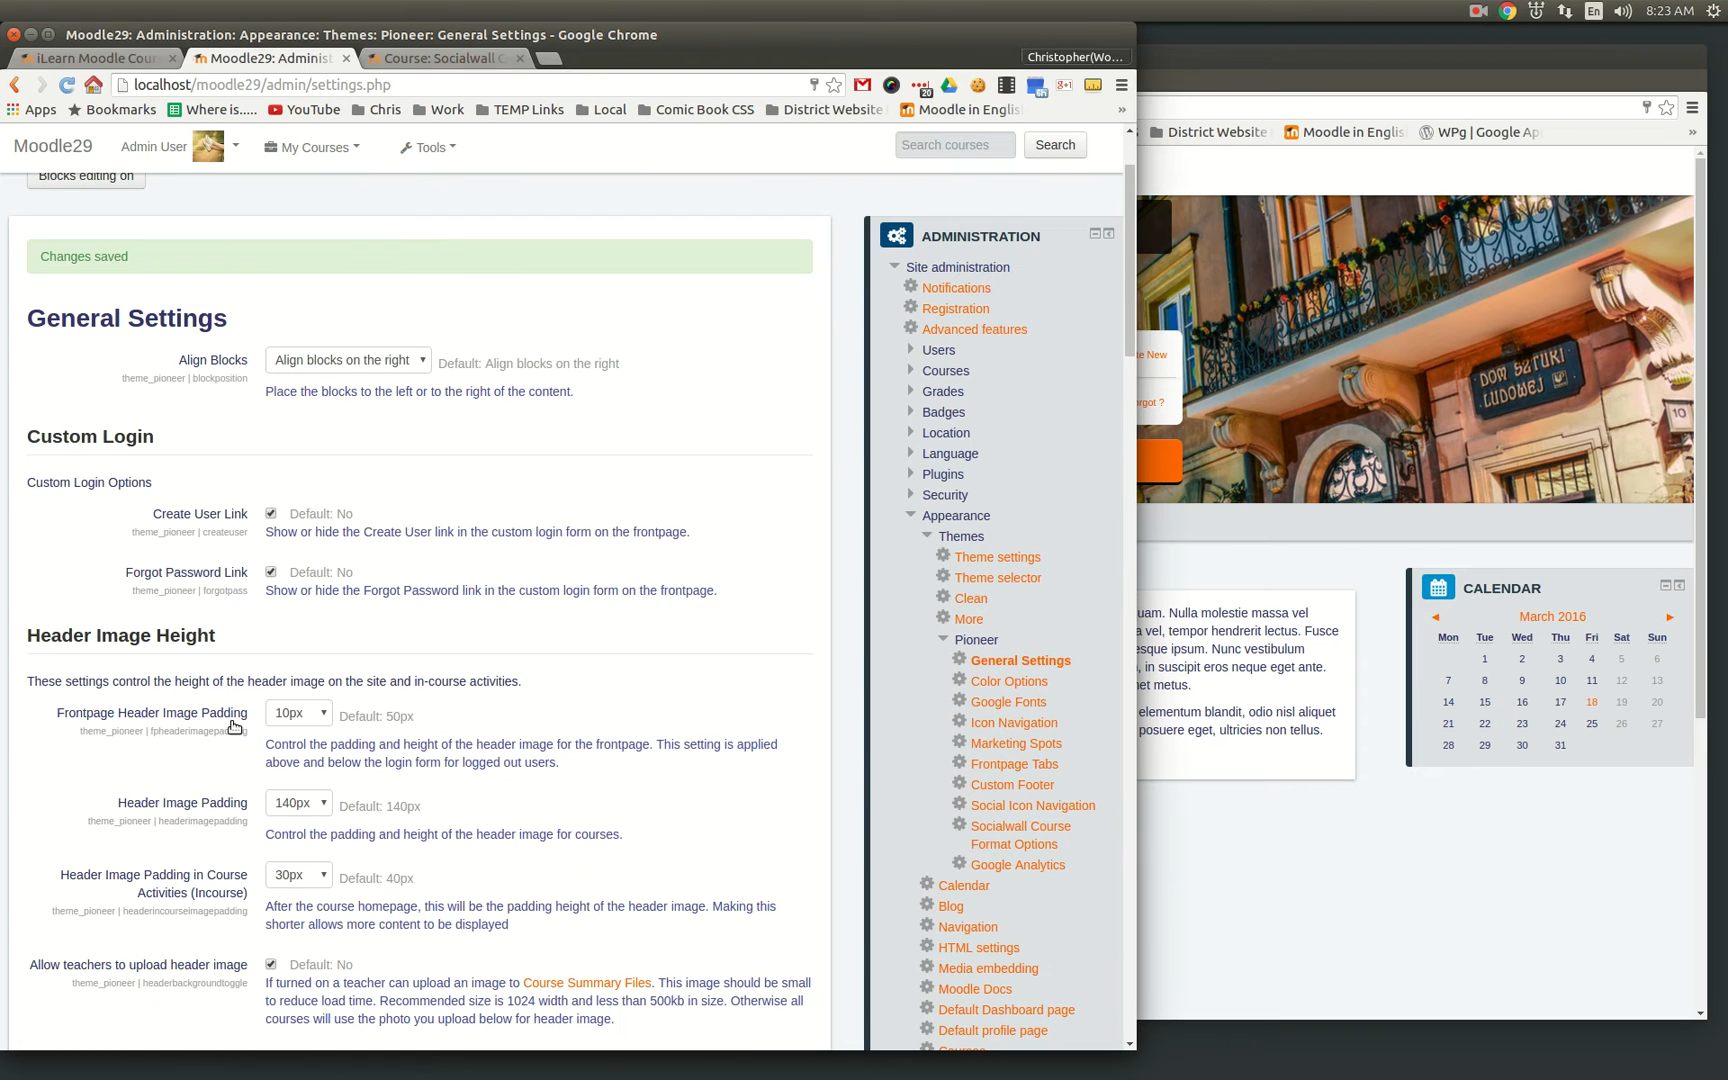 En
8:23 AM
Moodle29: Administration: Appearance: Themes: Pioneer: General Settings - Google Chrome
iLearn Moodle Cour
Moodle29: Administ
Course: Socialwall C
Christopher(Wo...
localhost/moodle29/admin/settings.php
20
Apps
Bookmarks
Where is.....
YouTube
Chris
Work
TEMP Links
Local
Comic Book CSS
District Website
Moodle in Englis
»
District Website
Moodle in Englis
WPg | Google Ap
»
Moodle29
Admin User
My Courses
Tools
Search courses
Search
Blocks editing on
Changes saved
General Settings
Align Blocks
theme_pioneer | blockposition
Align blocks on the right
Default: Align blocks on the right
Place the blocks to the left or to the right of the content.
Custom Login
Custom Login Options
Create User Link
theme_pioneer | createuser
Default: No
Show or hide the Create User link in the custom login form on the frontpage.
Forgot Password Link
theme_pioneer | forgotpass
Default: No
Show or hide the Forgot Password link in the custom login form on the frontpage.
Header Image Height
These settings control the height of the header image on the site and in-course activities.
Frontpage Header Image Padding
10px
Default: 50px
Control the padding and height of the header image for the frontpage. This setting is applied
above and below the login form for logged out users.
Header Image Padding
theme_pioneer | headerimagepadding
140px
Default: 140px
Control the padding and height of the header image for courses.
Header Image Padding in Course
Activities (Incourse)
theme_pioneer | headerincourseimagepadding
30px
Default: 40px
After the course homepage, this will be the padding height of the header image. Making this
shorter allows more content to be displayed
Allow teachers to upload header image
theme_pioneer | headerbackgroundtoggle
Default: No
If turned on a teacher can upload an image to Course Summary Files. This image should be small
to reduce load time. Recommended size is 1024 width and less than 500kb in size. Otherwise all
courses will use the photo you upload below for header image.
ADMINISTRATION
Site administration
Notifications
Registration
Advanced features
Users
Courses
Grades
Badges
Location
Language
Plugins
Security
Appearance
Themes
Theme settings
Theme selector
Clean
More
Pioneer
General Settings
Color Options
Google Fonts
Icon Navigation
Marketing Spots
Frontpage Tabs
Custom Footer
Social Icon Navigation
Socialwall Course
Format Options
Google Analytics
Calendar
Blog
Navigation
HTML settings
Media embedding
Moodle Docs
Default Dashboard page
Default profile page
te New
orgot ?
DOM SZTUKI
LUDOWEJ
10
uam. Nulla molestie massa vel
a vel, tempor hendrerit lectus. Fusce
esque ipsum. Nunc vestibulum
, in suscipit eros neque eget ante.
et metus.
elementum blandit, odio nisl aliquet
posuere eget, ultricies non tellus.
CALENDAR
March 2016
Mon Tue Wed Thu Fri Sat Sun
1 2 3 4 5 6
7 8 9 10 11 12 13
14 15 16 17 18 19 20
21 22 23 24 25 26 27
28 29 30 31